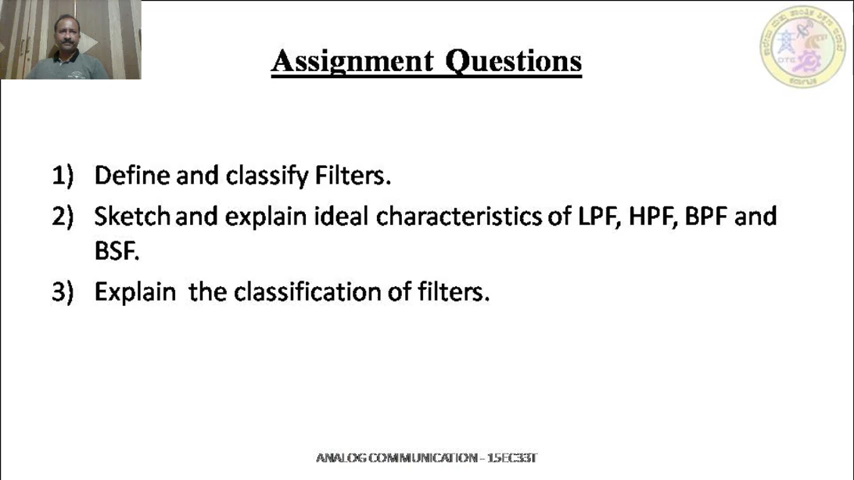 Assignment Questions
1) Define and classify Filters.
2) Sketch and explain ideal characteristics of LPF, HPF, BPF and
BSF.
3) Explain the classification of filters.
ANALOG COMMUNICATION - 15EC33T